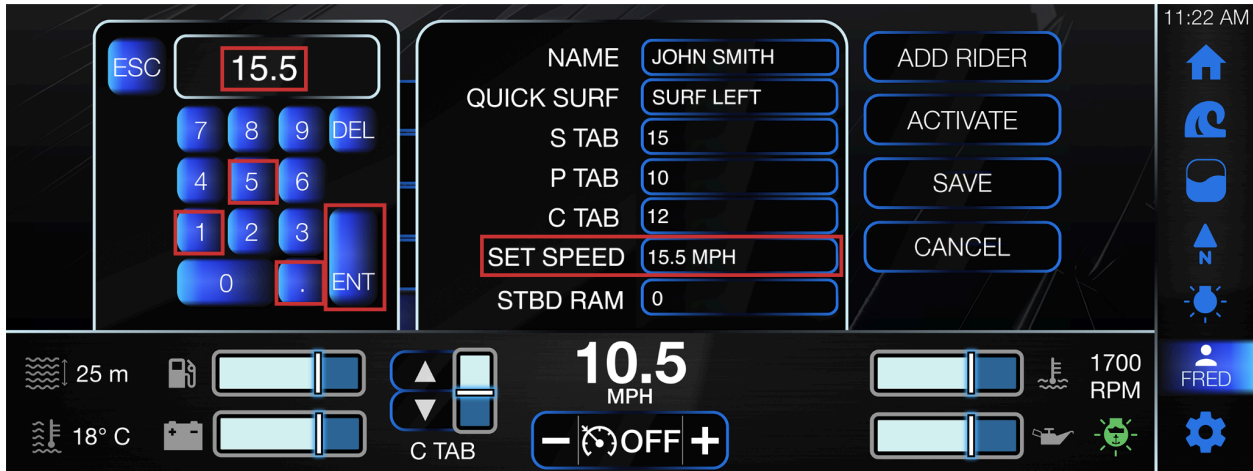 11:22 AM
ESC
15.5
7 8 9 DEL
4 5 6
1 2 3
0 . ENT
NAME JOHN SMITH
QUICK SURF SURF LEFT
S TAB 15
P TAB 10
C TAB 12
SET SPEED 15.5 MPH
STBD RAM 0
ADD RIDER
ACTIVATE
SAVE
CANCEL
N
FRED
25 m
18° C
C TAB
10.5
MPH
OFF
1700
RPM